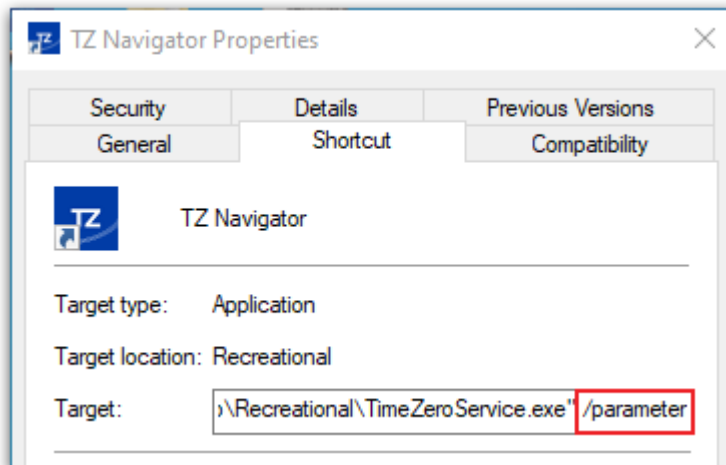 TZ TZ Navigator Properties
Security Details Previous Versions
General Shortcut Compatibility
TZ TZ Navigator
Target type: Application
Target location: Recreational
Target: \Recreational\TimeZeroService.exe" /parameter